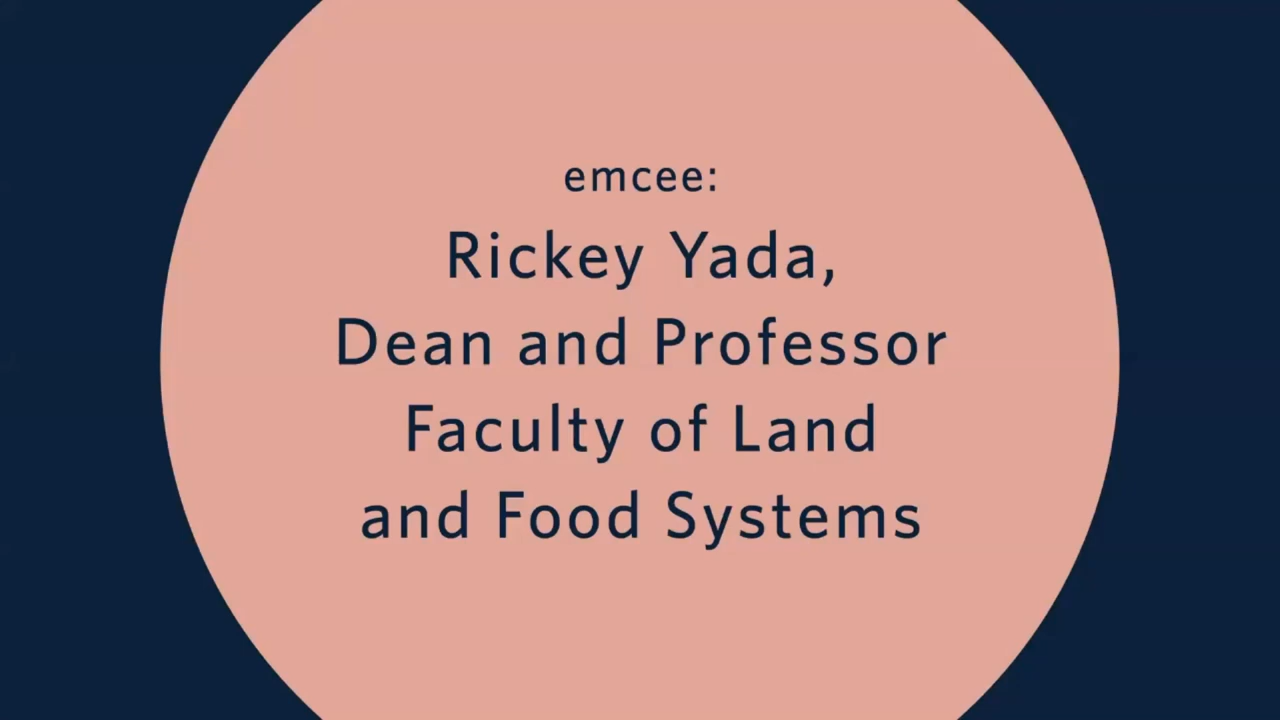 emcee:
Rickey Yada,
Dean and Professor
Faculty of Land
and Food Systems